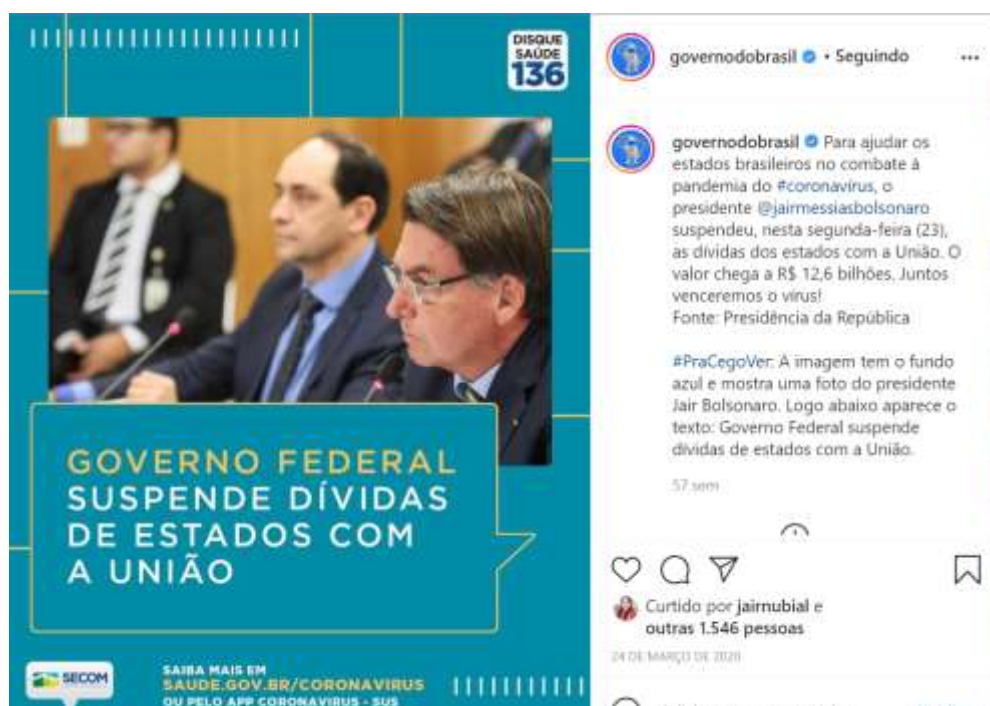 DISQUE
SAÚDE
136
GOVERNO FEDERAL
SUSPENDE DÍVIDAS
DE ESTADOS COM
A UNIÃO
SECOM
SAIBA MAIS EM
SAUDE.GOV.BR/CORONAVIRUS
OU PELO APP CORONAVIRUS - SUS
governodobrasil • Seguindo
governodobrasil Para ajudar os
estados brasileiros no combate à
pandemia do #coronavírus, o
presidente @jairmessiasbolsonaro
suspendeu, nesta segunda-feira (23),
as dívidas dos estados com a União. O
valor chega a R$ 12,6 bilhões. Juntos
venceremos o vírus!
Fonte: Presidência da República
#PraCegoVer: A imagem tem o fundo
azul e mostra uma foto do presidente
Jair Bolsonaro. Logo abaixo aparece o
texto: Governo Federal suspende
dívidas de estados com a União.
57 sem
Curtido por jairnubial e
outras 1.546 pessoas
24 DE MARÇO DE 2020